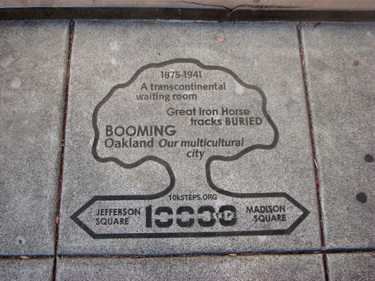 1875-1941
A transcontinental
waiting room
Great Iron Horse
tracks BURIED
BOOMING
Oakland Our multicultural
city
10KSTEPS.ORG
JEFFERSON
SQUARE
10000
MADISON
SQUARE